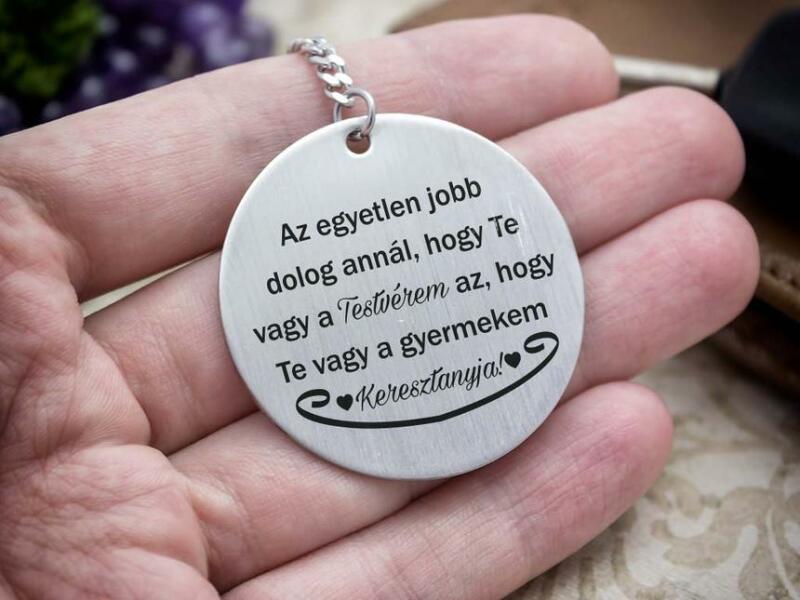 Az egyetlen jobb
dolog annál, hogy Te
vagy a Testvérem az, hogy
Te vagy a gyermekem
Keresztanyja!